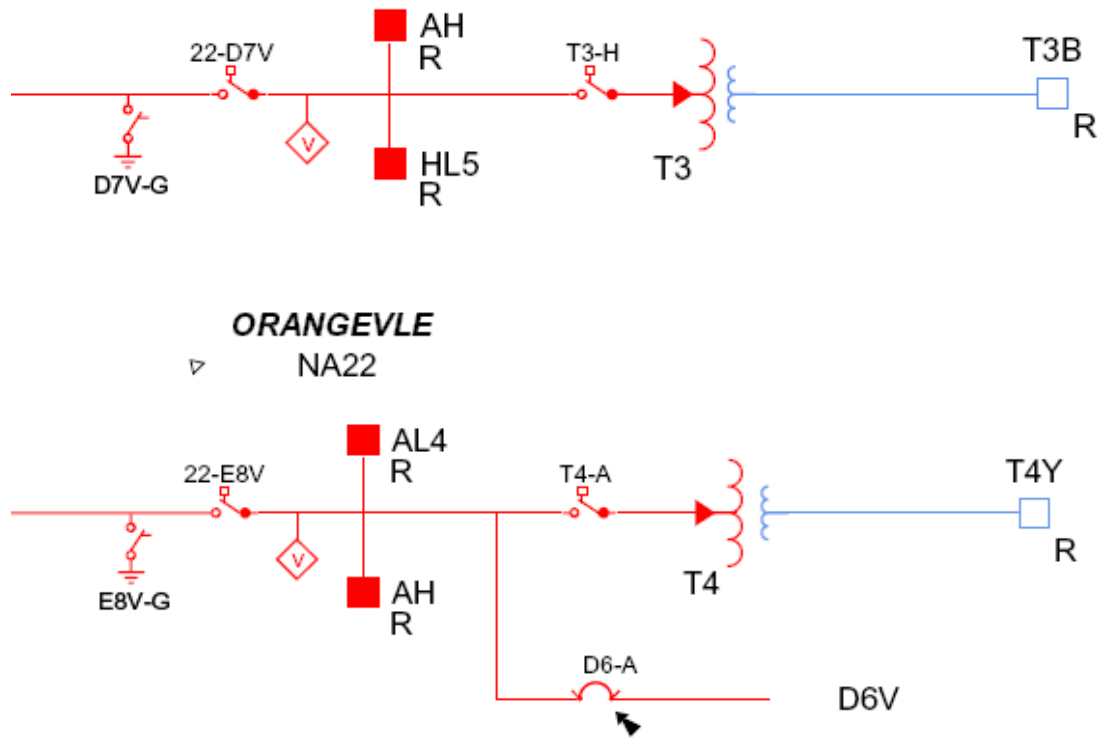 AH
R
22-D7V
T3-H
T3B
R
V
D7V-G
HL5
R
T3
ORANGEVLE
NA22
AL4
R
22-E8V
T4-A
T4Y
R
V
E8V-G
AH
R
T4
D6-A
D6V